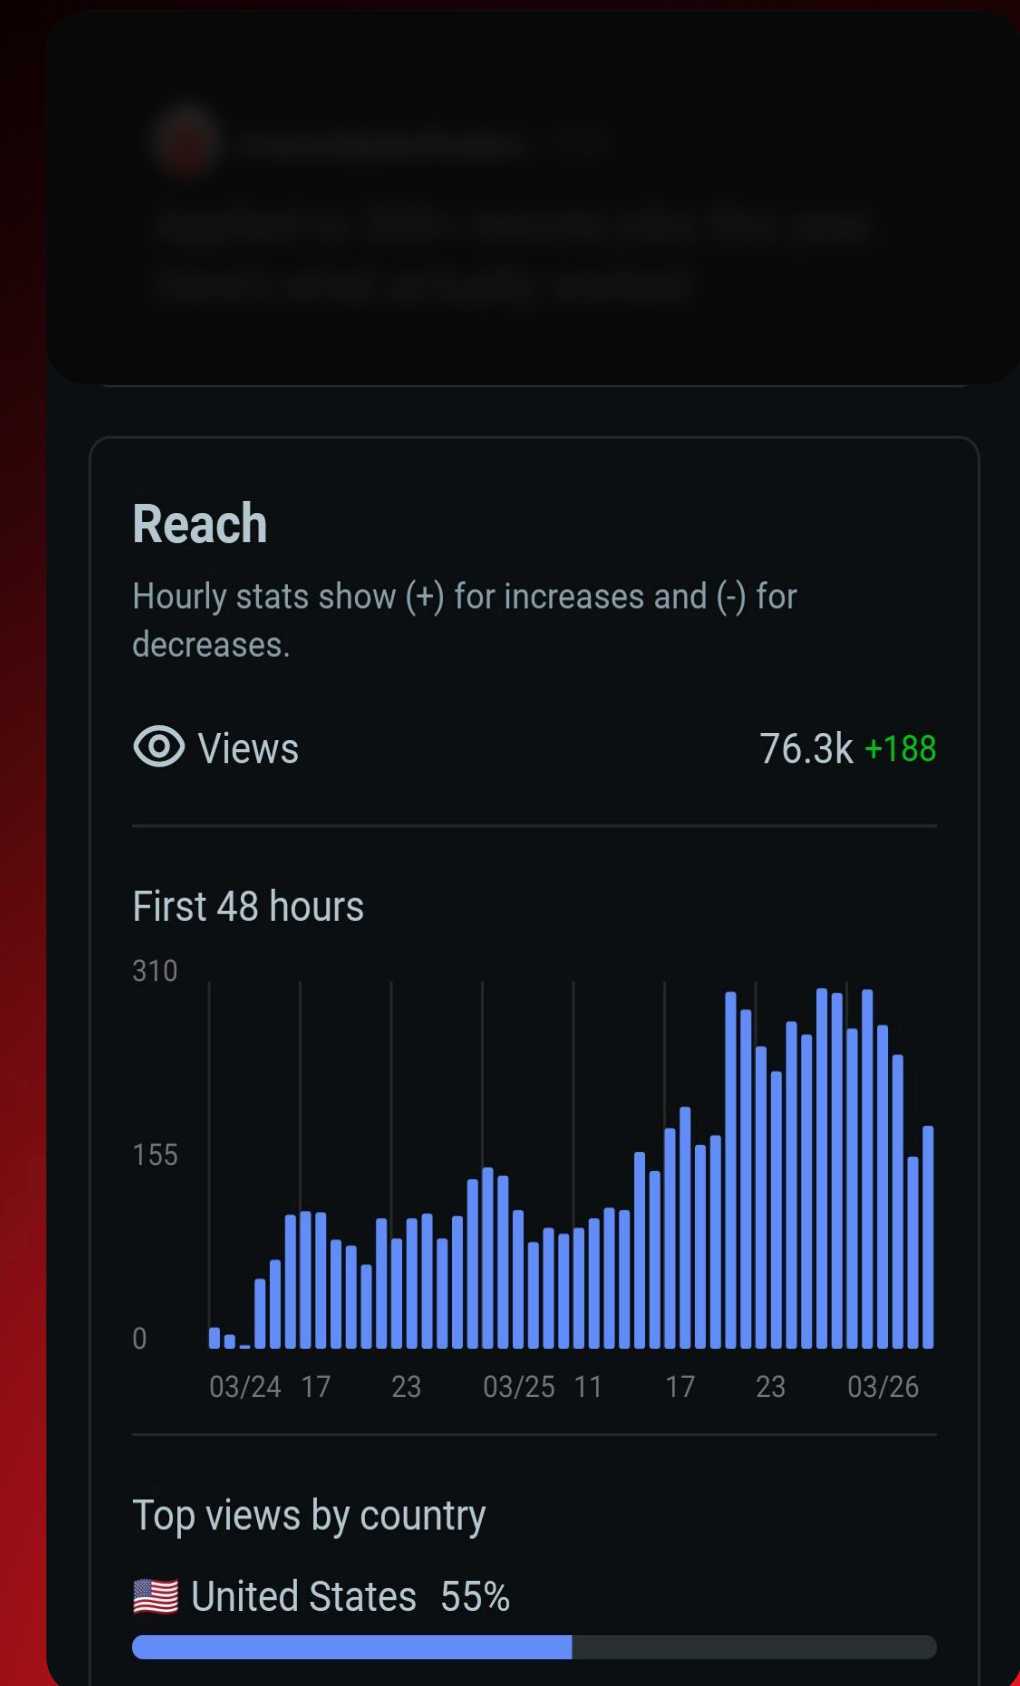 Reach
Hourly stats show (+) for increases and (-) for
decreases.
Views 76.3k +188
First 48 hours
310
155
0
03/24 17 23 03/25 11 17 23 03/26
Top views by country
🇺🇸 United States 55%